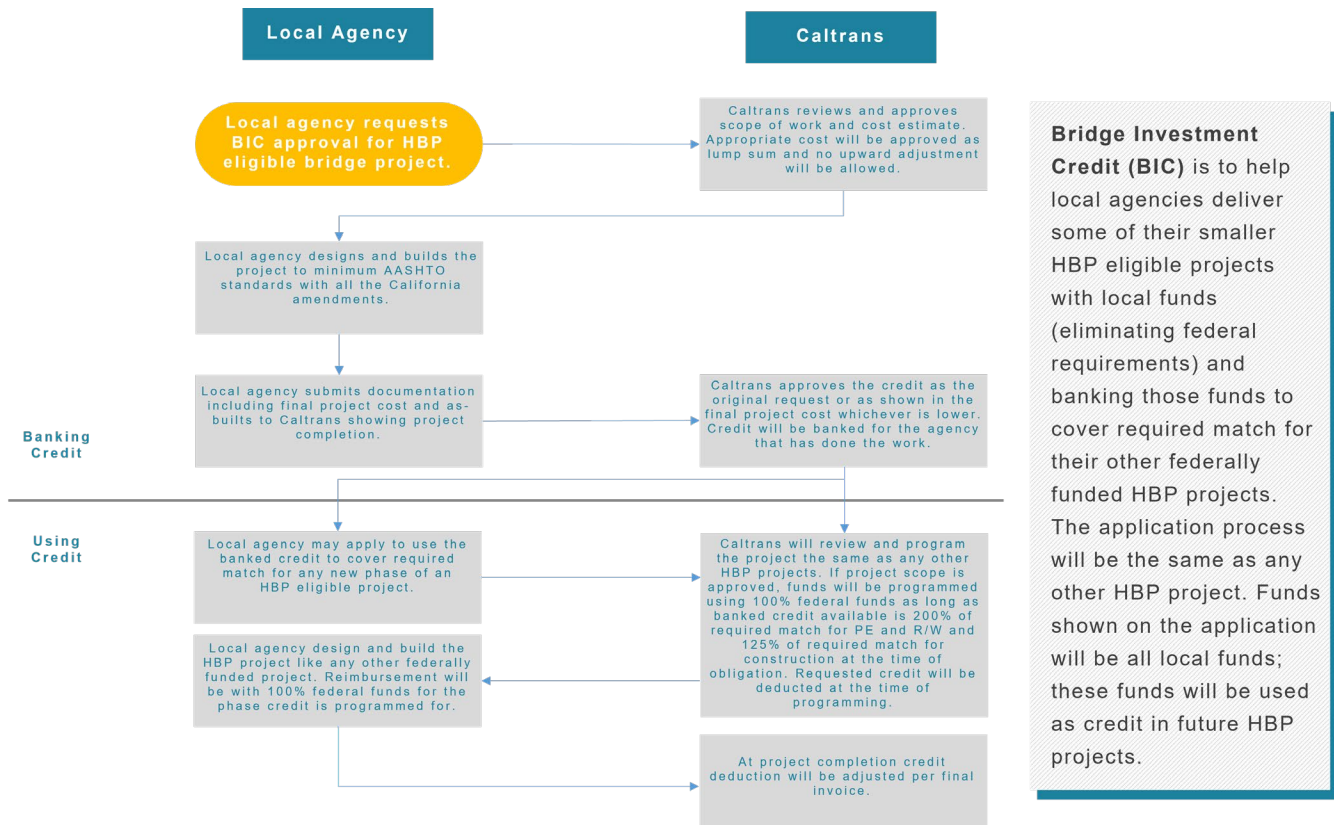 Local Agency
Caltrans
Local agency requests
BIC approval for HBP
eligible bridge project.
Caltrans reviews and approves
scope of work and cost estimate.
Appropriate cost will be approved as
lump sum and no upward adjustment
will be allowed.
Local agency designs and builds the
project to minimum AASHTO
standards with all the California
amendments.
Local agency submits documentation
including final project cost and as-
builts to Caltrans showing project
completion.
Caltrans approves the credit as the
original request or as shown in the
final project cost whichever is lower.
Credit will be banked for the agency
that has done the work.
Banking
Credit
Using
Credit
Local agency may apply to use the
banked credit to cover required
match for any new phase of an
HBP eligible project.
Caltrans will review and program
the project the same as any other
HBP projects. If project scope is
approved, funds will be programmed
using 100% federal funds as long as
banked credit available is 200% of
required match for PE and R/W and
125% of required match for
construction at the time of
obligation. Requested credit will be
deducted at the time of
programming.
Local agency design and build the
HBP project like any other federally
funded project. Reimbursement will
be with 100% federal funds for the
phase credit is programmed for.
At project completion credit
deduction will be adjusted per final
invoice.
Bridge Investment
Credit (BIC) is to help
local agencies deliver
some of their smaller
HBP eligible projects
with local funds
(eliminating federal
requirements) and
banking those funds to
cover required match for
their other federally
funded HBP projects.
The application process
will be the same as any
other HBP project. Funds
shown on the application
will be all local funds;
these funds will be used
as credit in future HBP
projects.